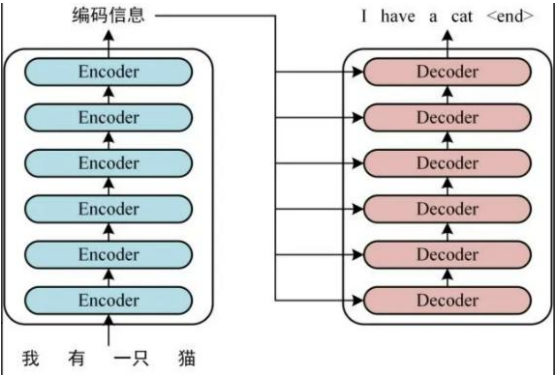 编码信息
I have a cat <end>
Encoder
Encoder
Encoder
Encoder
Encoder
Encoder
Decoder
Decoder
Decoder
Decoder
Decoder
Decoder
我 有 一只 猫